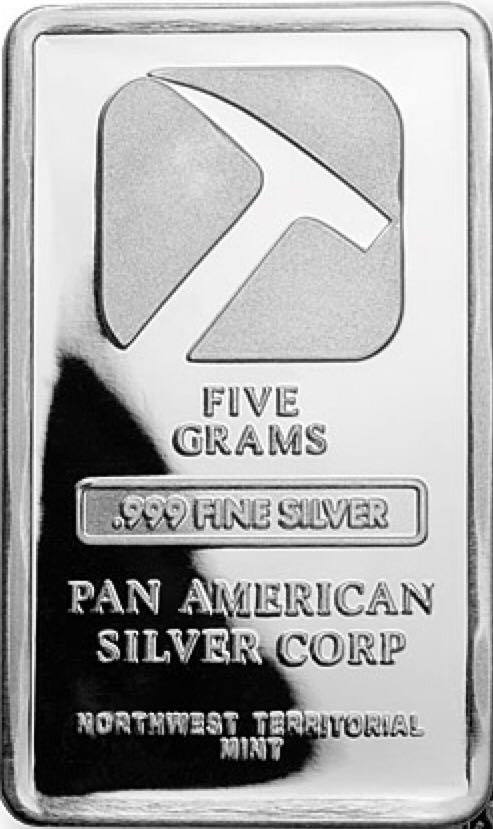 FIVE
GRAMS
.999 FINE SILVER
PAN AMERICAN
SILVER CORP
NORTHWEST TERRITORIAL
MINT